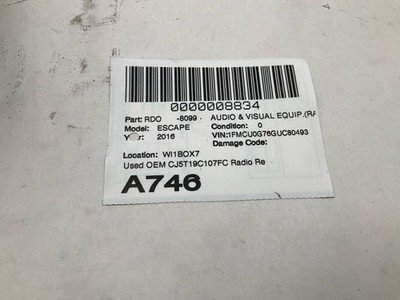 0000008834
Part: RDO -8099 - AUDIO & VISUAL EQUIP.(RA
Model: ESCAPE Condition: 0
Year: 2016 VIN:1FMCU0G76GUC80493
Damage Code:
Location: WI1BOX7
Used OEM CJ5T19C107FC Radio Re
A746